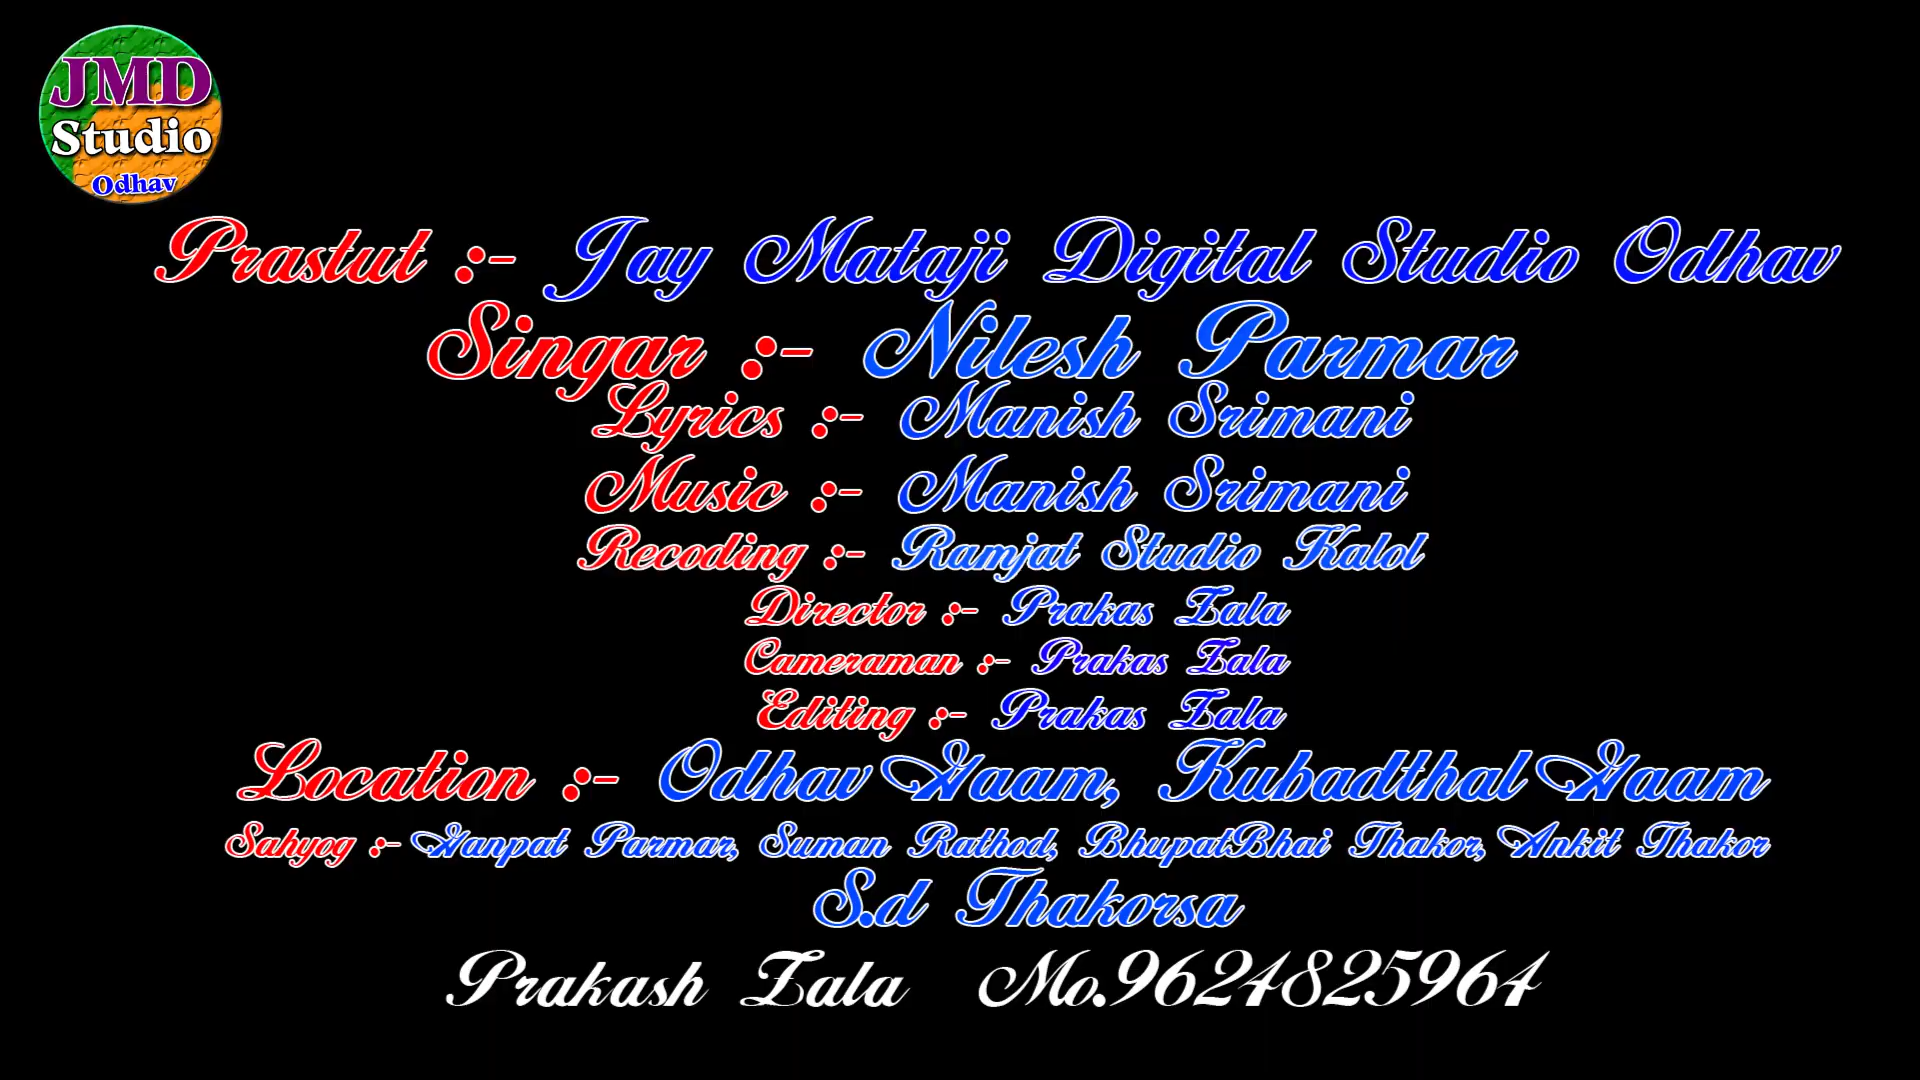 JMD
Studio
Odhav
Prastut :- Jay Mataji Digital Studio Odhav
Singar :- Nilesh Parmar
Lyrics :- Manish Srimani
Music :- Manish Srimani
Recoding :- Ramjat Studio Kalol
Director :- Prakas Zala
Cameraman :- Prakas Zala
Editing :- Prakas Zala
Location :- Odhav Gaam, Kubadthal Gaam
Sahyog :- Ganpat Parmar, Suman Rathod, BhupatBhai Thakor, Ankit Thakor
S.d Thakorsa
Prakash Zala Mo.9624825964